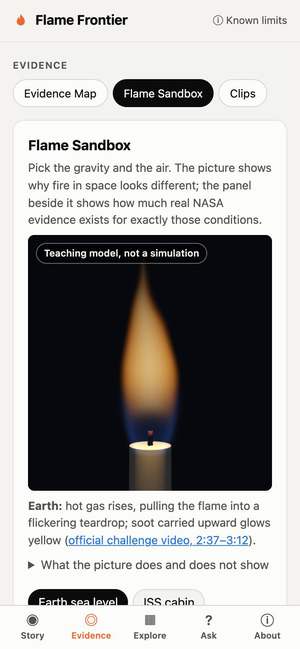 Flame Frontier
ⓘ Known limits
EVIDENCE
Evidence Map
Flame Sandbox
Clips
Flame Sandbox
Pick the gravity and the air. The picture shows
why fire in space looks different; the panel
beside it shows how much real NASA
evidence exists for exactly those conditions.
Teaching model, not a simulation
Earth: hot gas rises, pulling the flame into a
flickering teardrop; soot carried upward glows
yellow (official challenge video, 2:37–3:12).
▶ What the picture does and does not show
Earth sea level
ISS cabin
Story
Evidence
Explore
Ask
About